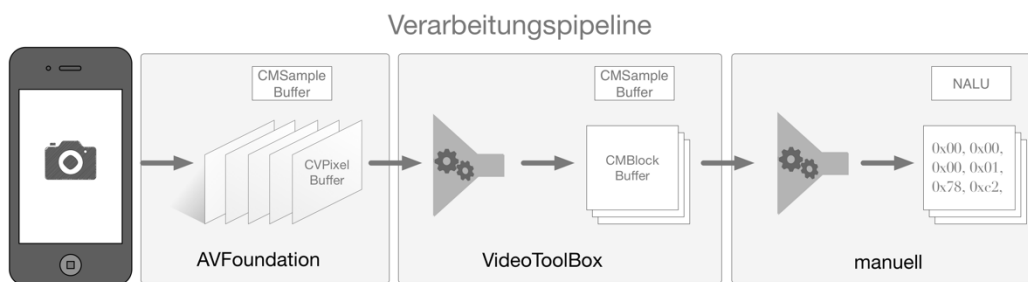 Verarbeitungspipeline
CMSample
Buffer
CVPixel
Buffer
AVFoundation
CMSample
Buffer
CMBlock
Buffer
VideoToolBox
NALU
0x00, 0x00,
0x00, 0x01,
0x78, 0xc2,
manuell